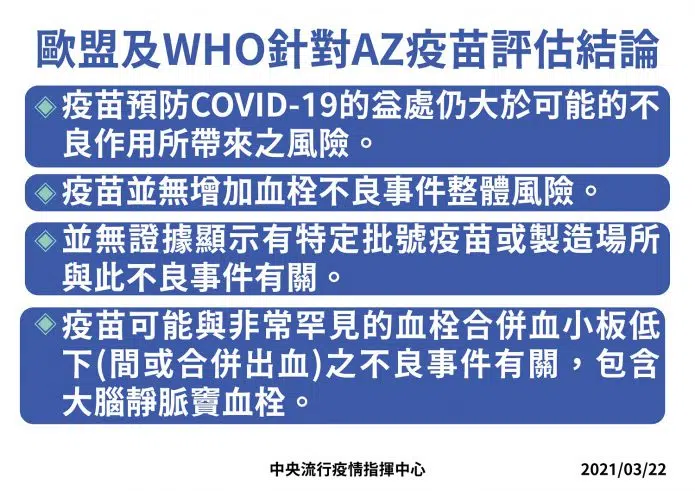 歐盟及WHO針對AZ疫苗評估結論
疫苗預防COVID-19的益處仍大於可能的不
良作用所帶來之風險。
疫苗並無增加血栓不良事件整體風險。
並無證據顯示有特定批號疫苗或製造場所
與此不良事件有關。
疫苗可能與非常罕見的血栓合併血小板低
下(間或合併出血)之不良事件有關，包含
大腦靜脈竇血栓。
中央流行疫情指揮中心
2021/03/22